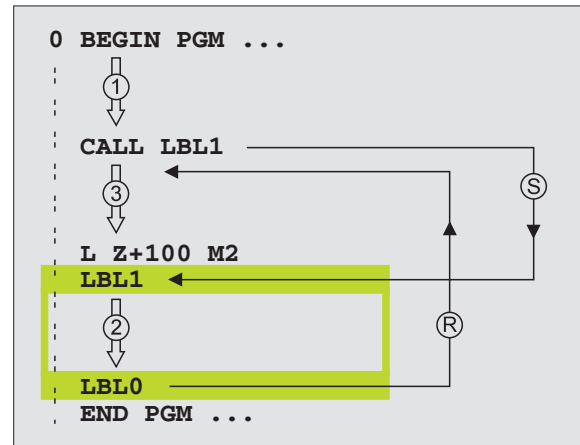 0 BEGIN PGM ...
1
CALL LBL1
S
3
L Z+100 M2
LBL1
2
R
LBL0
END PGM ...